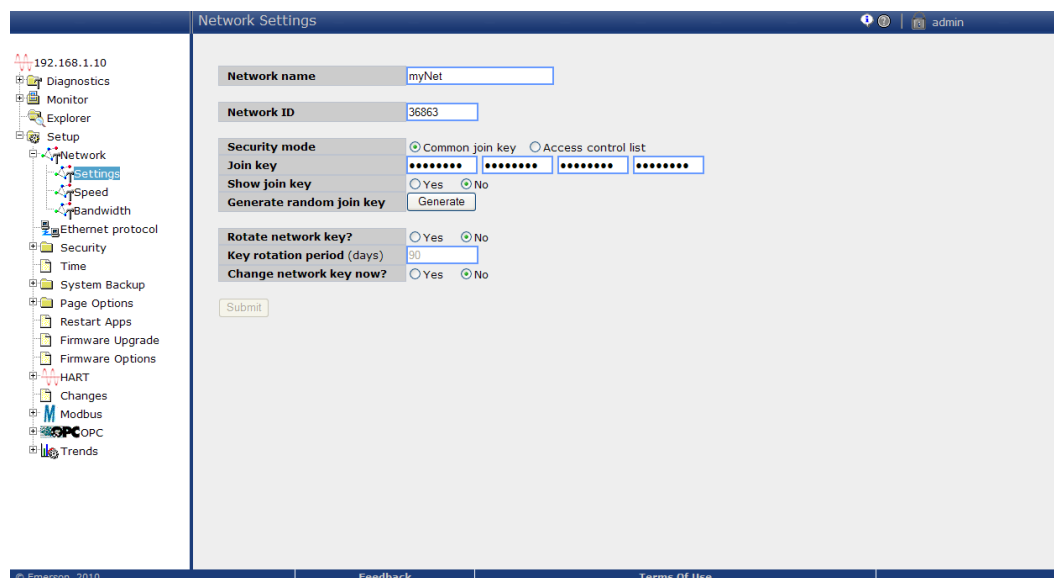 Network Settings
admin
192.168.1.10
Diagnostics
Monitor
Explorer
Setup
Network
Settings
Speed
Bandwidth
Ethernet protocol
Security
Time
System Backup
Page Options
Restart Apps
Firmware Upgrade
Firmware Options
HART
Changes
Modbus
OPC OPC
Trends
Network name myNet
Network ID 36863
Security mode Common join key Access control list
Join key •••••••• •••••••• •••••••• ••••••••
Show join key Yes No
Generate random join key Generate
Rotate network key? Yes No
Key rotation period (days) 90
Change network key now? Yes No
Submit
© Emerson, 2010 Feedback Terms Of Use